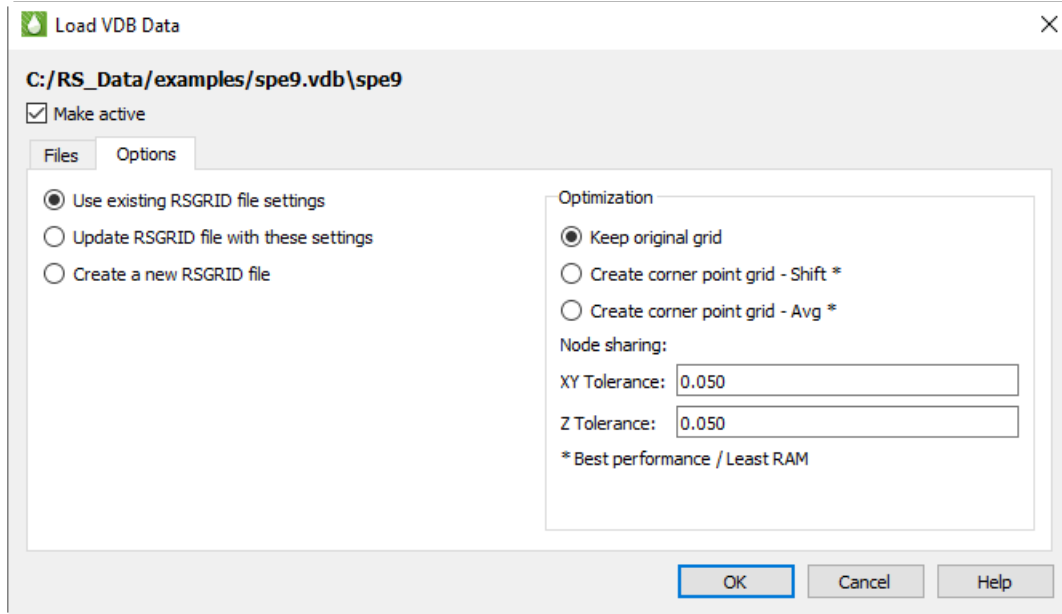 Load VDB Data
C:/RS_Data/examples/spe9.vdb\spe9
Make active
Files Options
Use existing RSGRID file settings
Update RSGRID file with these settings
Create a new RSGRID file
Optimization
Keep original grid
Create corner point grid - Shift *
Create corner point grid - Avg *
Node sharing:
XY Tolerance: 0.050
Z Tolerance: 0.050
* Best performance / Least RAM
OK Cancel Help